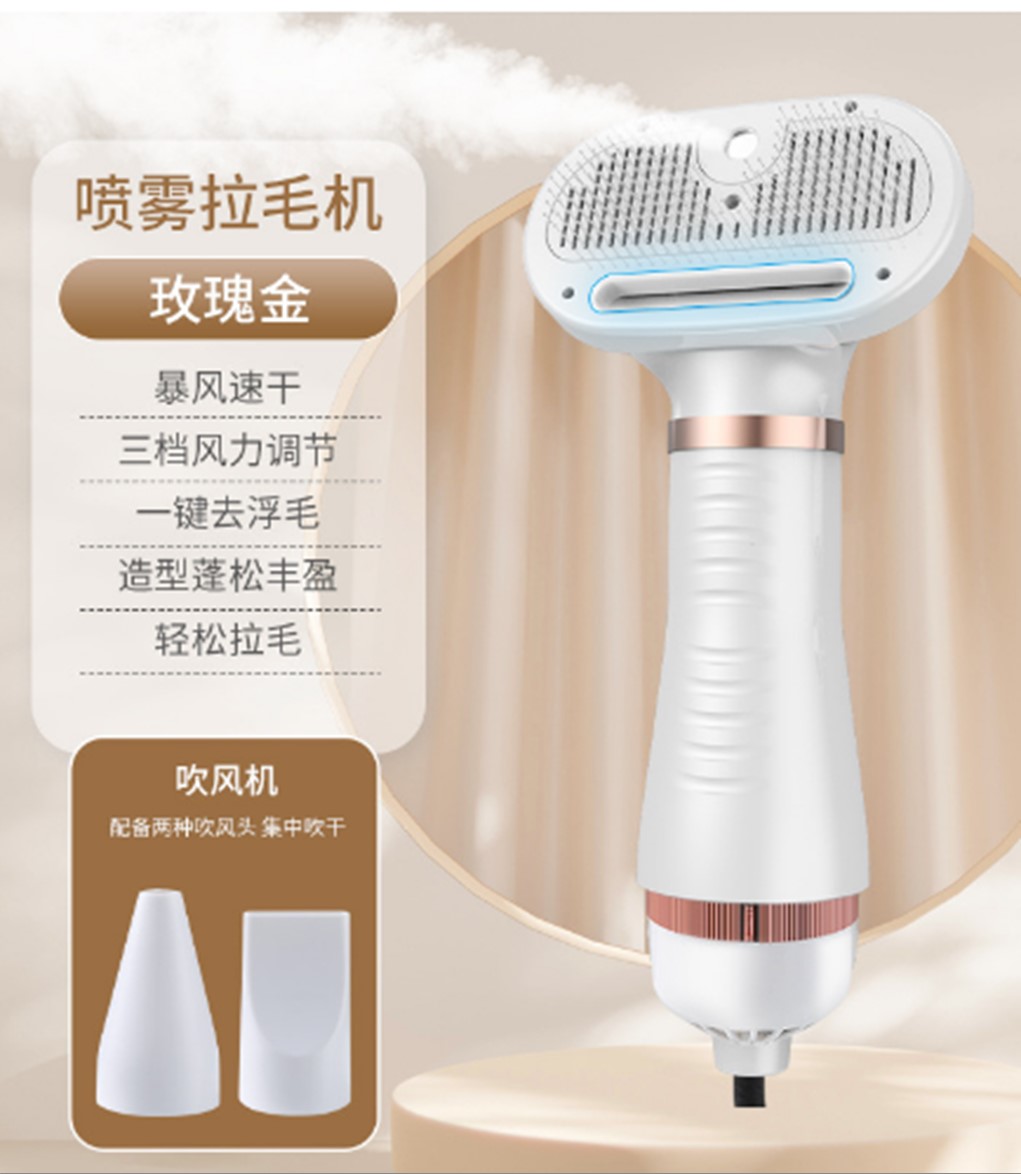 喷雾拉毛机
玫瑰金
暴风速干
三档风力调节
一键去浮毛
造型蓬松丰盈
轻松拉毛
吹风机
配备两种吹风头 集中吹干